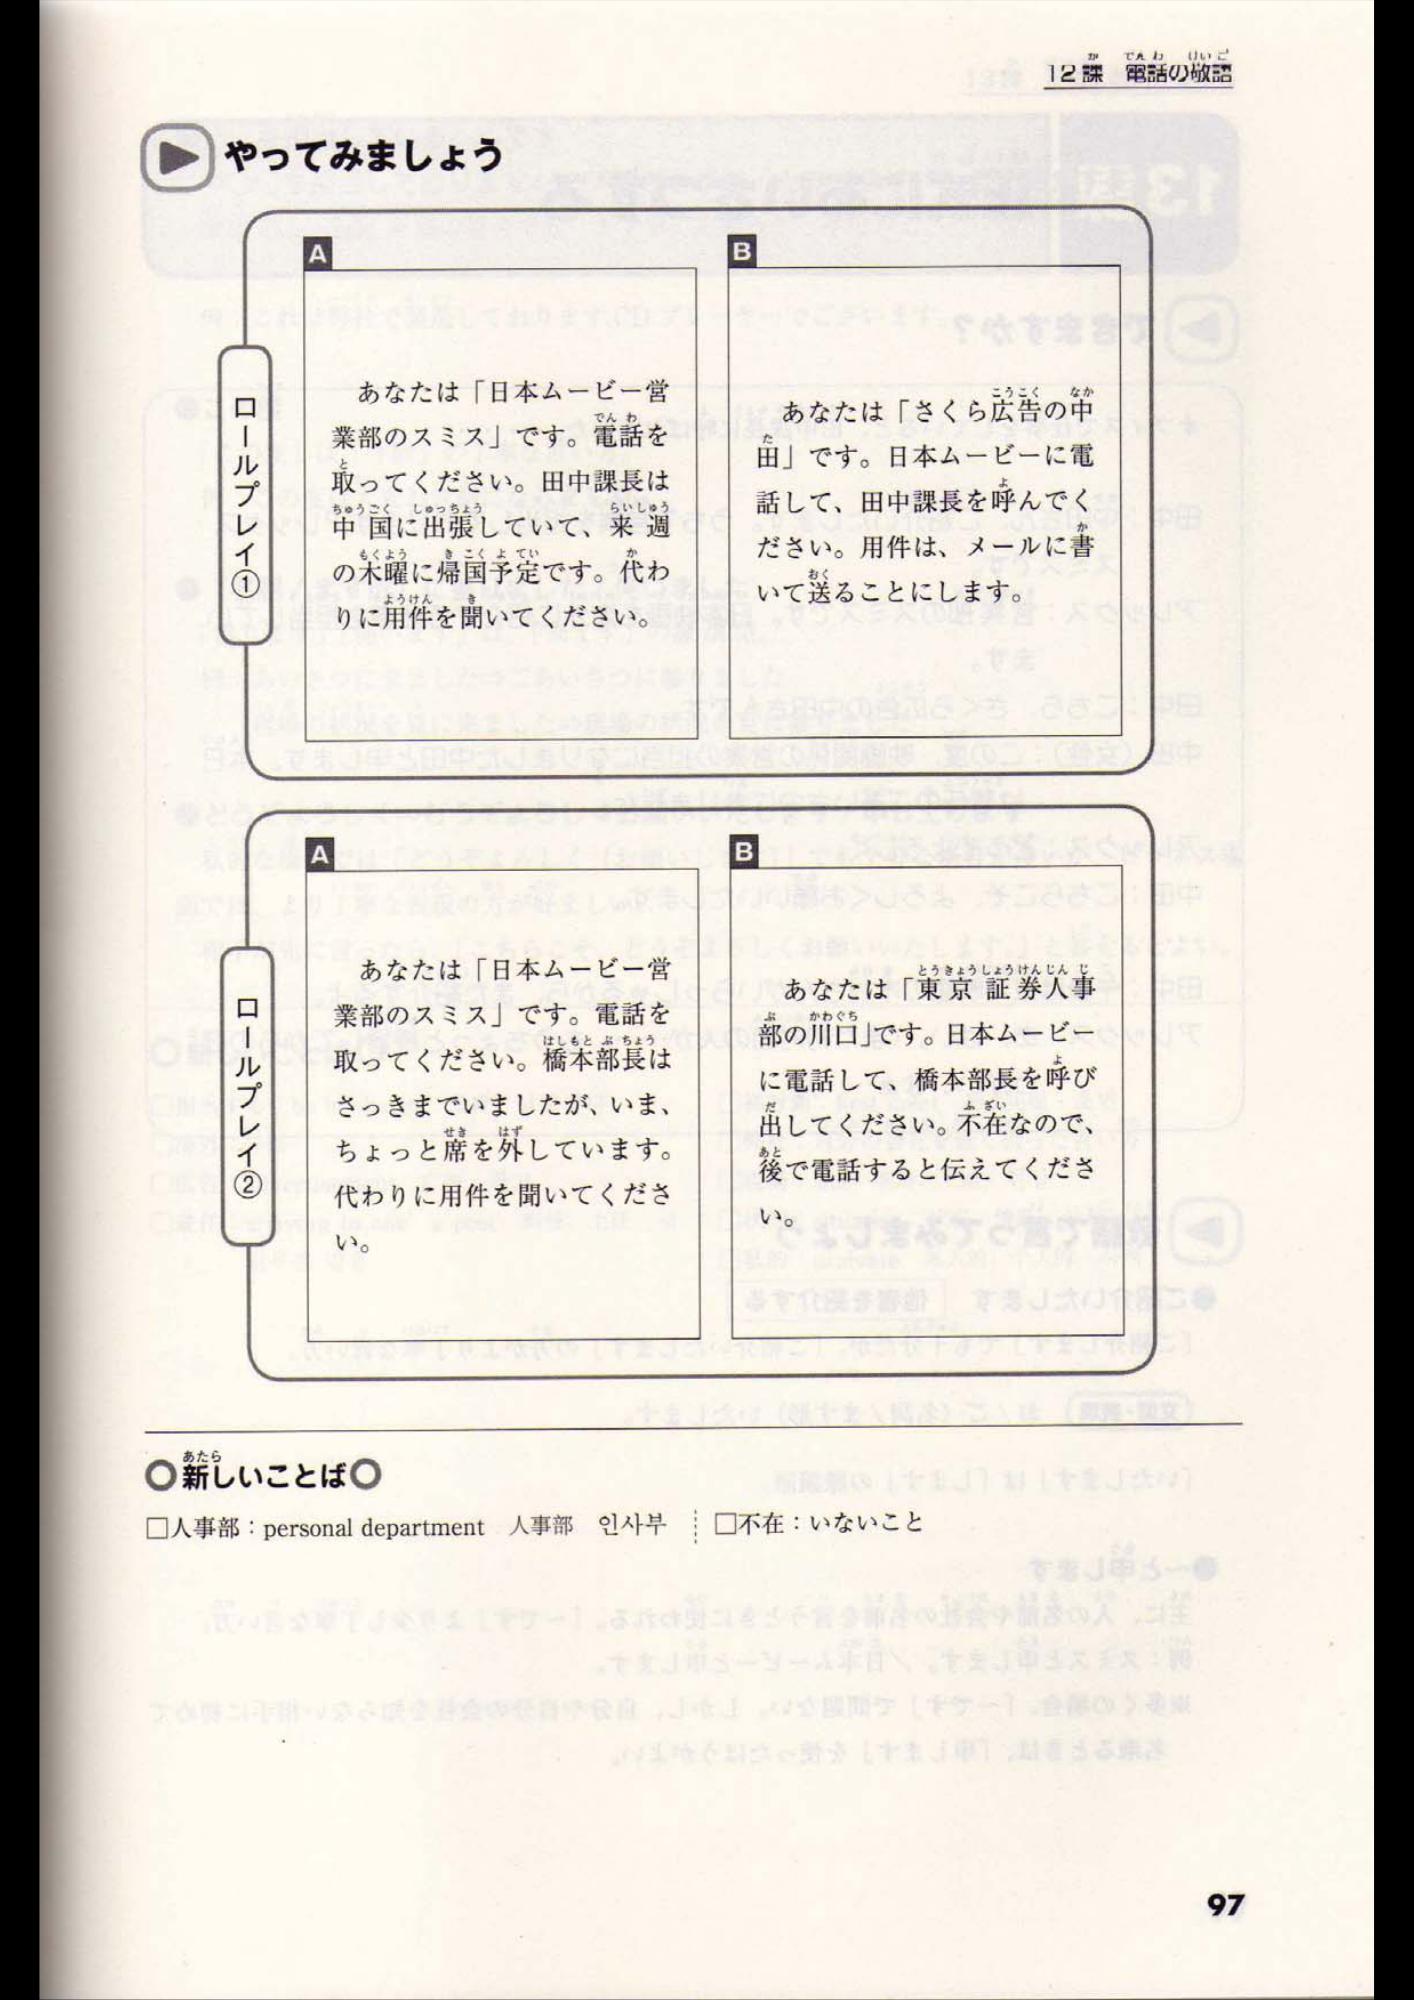 12課 電話の敬語
やってみましょう
ロールプレイ①
A
あなたは「日本ムービー営
業部のスミス」です。電話を
取ってください。田中課長は
中国に出張していて、来週
の木曜に帰国予定です。代わ
りに用件を聞いてください。
B
あなたは「さくら広告の中
田」です。日本ムービーに電
話して、田中課長を呼んでく
ださい。用件は、メールに書
いて送ることにします。
ロールプレイ②
A
あなたは「日本ムービー営
業部のスミス」です。電話を
取ってください。橋本部長は
さっきまでいましたが、いま、
ちょっと席を外しています。
代わりに用件を聞いてくださ
い。
B
あなたは「東京証券人事
部の川口」です。日本ムービー
に電話して、橋本部長を呼び
出してください。不在なので、
後で電話すると伝えてくださ
い。
○新しいことば○
□人事部：personal department 人事部 인사부
□不在：いないこと
97